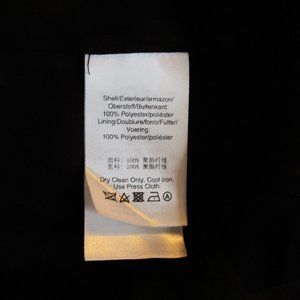 Shell/Exterieur/armazon/
Oberstoff/Buitenkant:
100% Polyester/poliéster
Lining/Doublure/forro/Futter/
Voering:
100% Polyester/poliéster
面料: 100% 聚酯纤维
里料: 100% 聚酯纤维
Dry Clean Only. Cool Iron.
Use Press Cloth.